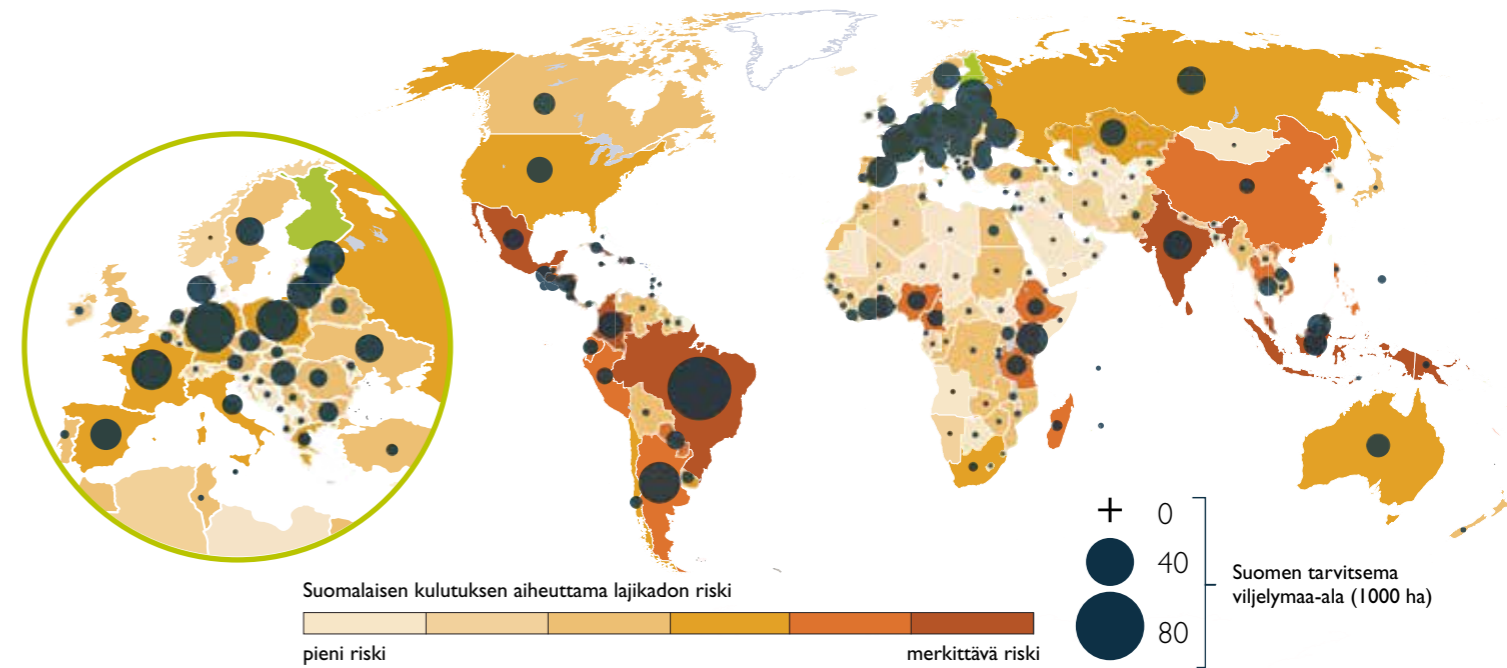 Suomalaisen kulutuksen aiheuttama lajikadon riski
pieni riski
merkittävä riski
+ 0
40
80
Suomen tarvitsema
viljelymaa-ala (1000 ha)